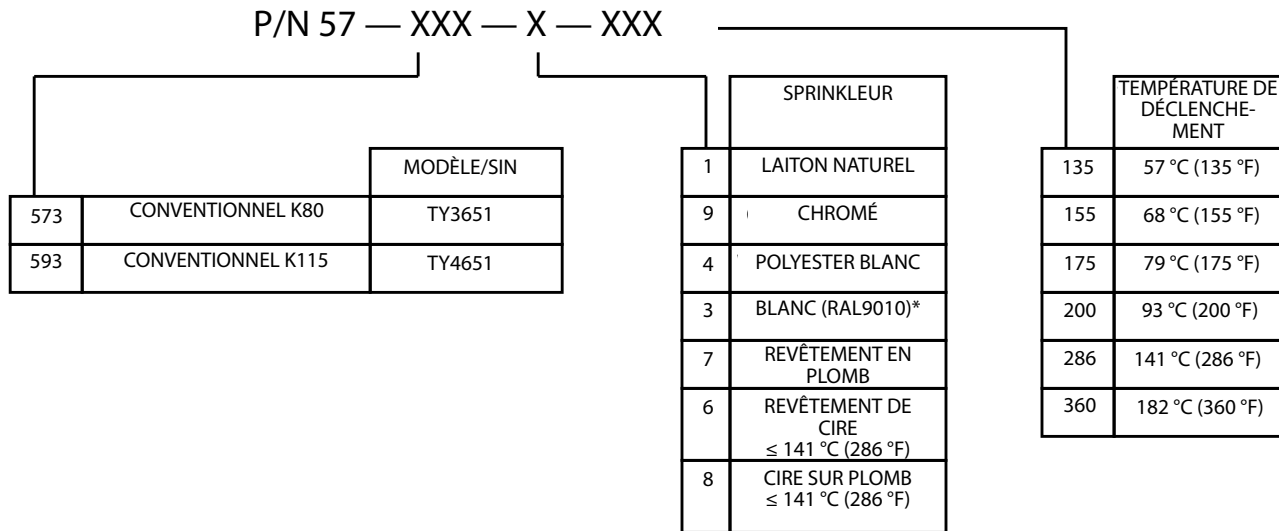 P/N 57 — XXX — X — XXX
MODÈLE/SIN
573 CONVENTIONNEL K80 TY3651
593 CONVENTIONNEL K115 TY4651
SPRINKLEUR
1 LAITON NATUREL
9 CHROMÉ
4 POLYESTER BLANC
3 BLANC (RAL9010)*
7 REVÊTEMENT EN
PLOMB
6 REVÊTEMENT DE
CIRE
≤ 141 °C (286 °F)
8 CIRE SUR PLOMB
≤ 141 °C (286 °F)
TEMPÉRATURE DE
DÉCLENCHE-
MENT
135 57 °C (135 °F)
155 68 °C (155 °F)
175 79 °C (175 °F)
200 93 °C (200 °F)
286 141 °C (286 °F)
360 182 °C (360 °F)